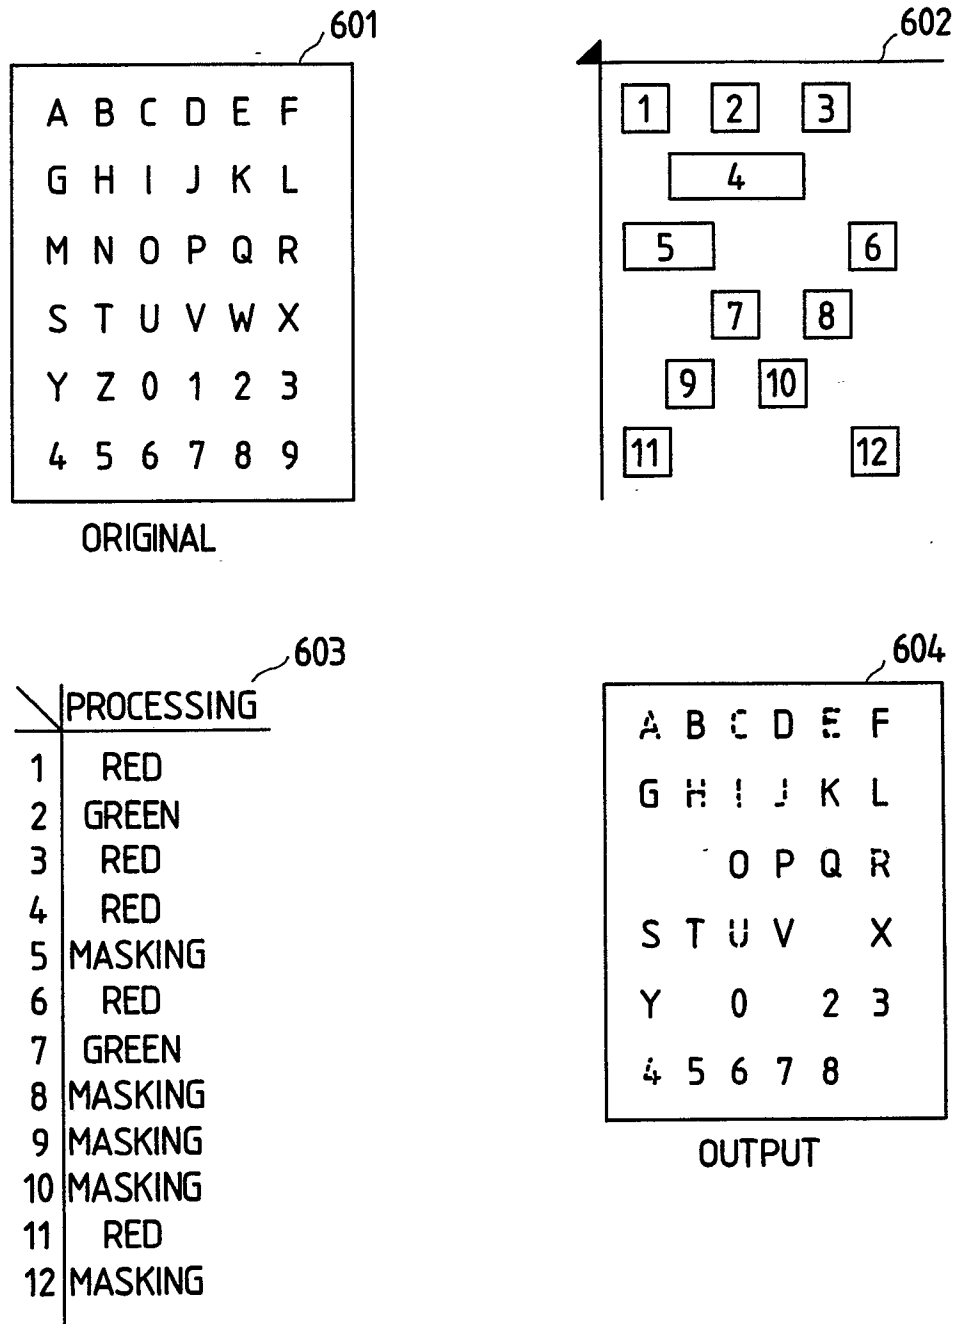 601
A B C D E F
G H I J K L
M N O P Q R
S T U V W X
Y Z 0 1 2 3
4 5 6 7 8 9
ORIGINAL
602
1 2 3
4
5 6
7 8
9 10
11 12
603
PROCESSING
1 RED
2 GREEN
3 RED
4 RED
5 MASKING
6 RED
7 GREEN
8 MASKING
9 MASKING
10 MASKING
11 RED
12 MASKING
604
A B C D E F
G H I J K L
O P Q R
S T U V X
Y 0 2 3
4 5 6 7 8
OUTPUT